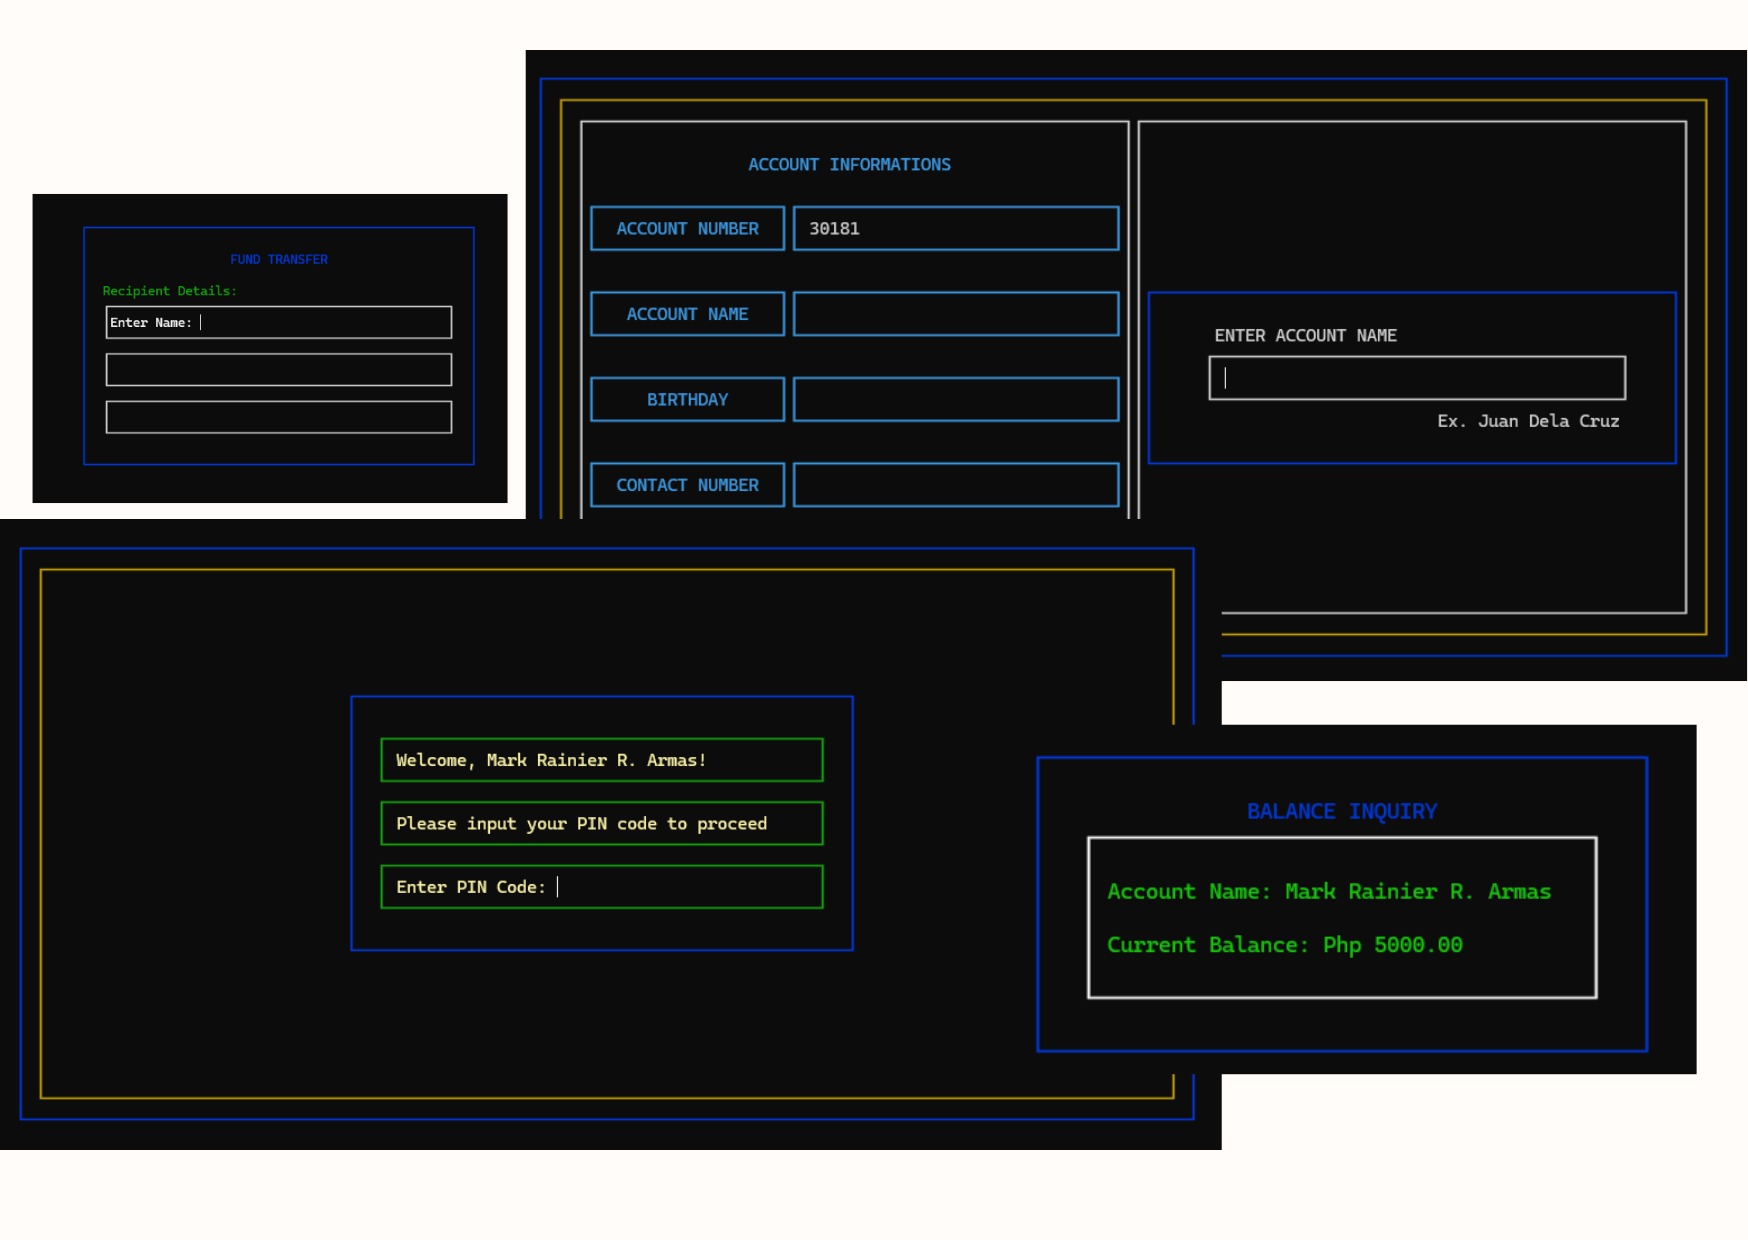 FUND TRANSFER
Recipient Details:
Enter Name:
ACCOUNT INFORMATIONS
ACCOUNT NUMBER 30181
ACCOUNT NAME
BIRTHDAY
CONTACT NUMBER
ENTER ACCOUNT NAME
Ex. Juan Dela Cruz
Welcome, Mark Rainier R. Armas!
Please input your PIN code to proceed
Enter PIN Code:
BALANCE INQUIRY
Account Name: Mark Rainier R. Armas
Current Balance: Php 5000.00